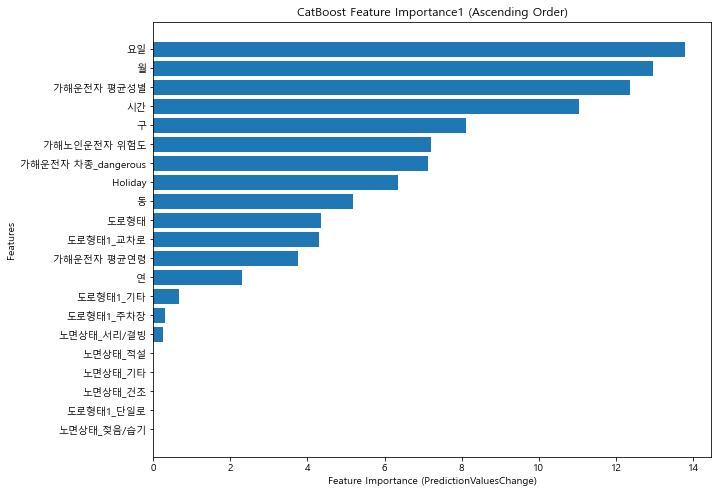 CatBoost Feature Importance1 (Ascending Order)
요일
월
가해운전자 평균성별
시간
구
가해노인운전자 위험도
가해운전자 차종_dangerous
Holiday
동
도로형태
도로형태1_교차로
가해운전자 평균연령
연
도로형태1_기타
도로형태1_주차장
노면상태_서리/결빙
노면상태_적설
노면상태_기타
노면상태_건조
도로형태1_단일로
노면상태_젖음/습기
Features
0 2 4 6 8 10 12 14
Feature Importance (PredictionValuesChange)